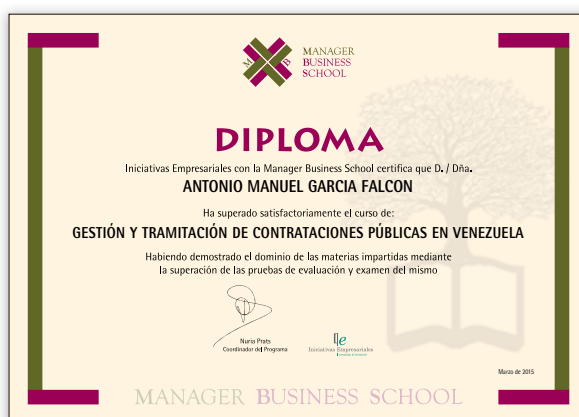 M B
MANAGER
BUSINESS
SCHOOL
DIPLOMA
Iniciativas Empresariales con la Manager Business School certifica que D. / Dña.
ANTONIO MANUEL GARCIA FALCON
Ha superado satisfactoriamente el curso de:
GESTIÓN Y TRAMITACIÓN DE CONTRATACIONES PÚBLICAS EN VENEZUELA
Habiendo demostrado el dominio de las materias impartidas mediante
la superación de las pruebas de evaluación y examen del mismo
Nuria Prats
Coordinador del Programa
Iniciativas Empresariales
Marzo de 2015
MANAGER BUSINESS SCHOOL